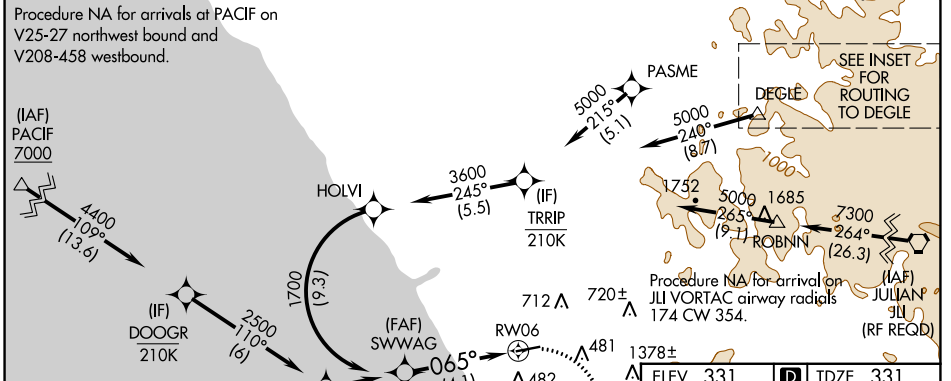 Procedure NA for arrivals at PACIF on
V25-27 northwest bound and
V208-458 westbound.
SEE INSET
FOR
ROUTING
TO DEGLE
PASME
DEGLE
5000
215°
(5.1)
5000
240°
(8.7)
(IAF)
PACIF
7000
1000
3600
245°
(5.5)
HOLVI
(IF)
TRRIP
210K
1752
5000
265°
(9.1)
1685
ROBNN
7300
264°
(26.3)
4400
109°
(13.6)
(IAF)
JULIAN
JLI
(RF REQD)
Procedure NA for arrival on
JLI VORTAC airway radials
174 CW 354.
1700
(9.3)
712
720±
(IF)
DOOGR
210K
2500
110°
(6)
(FAF)
SWWAG
RW06
065°
481
1378±
482
ELEV 331
D
TDZE 331